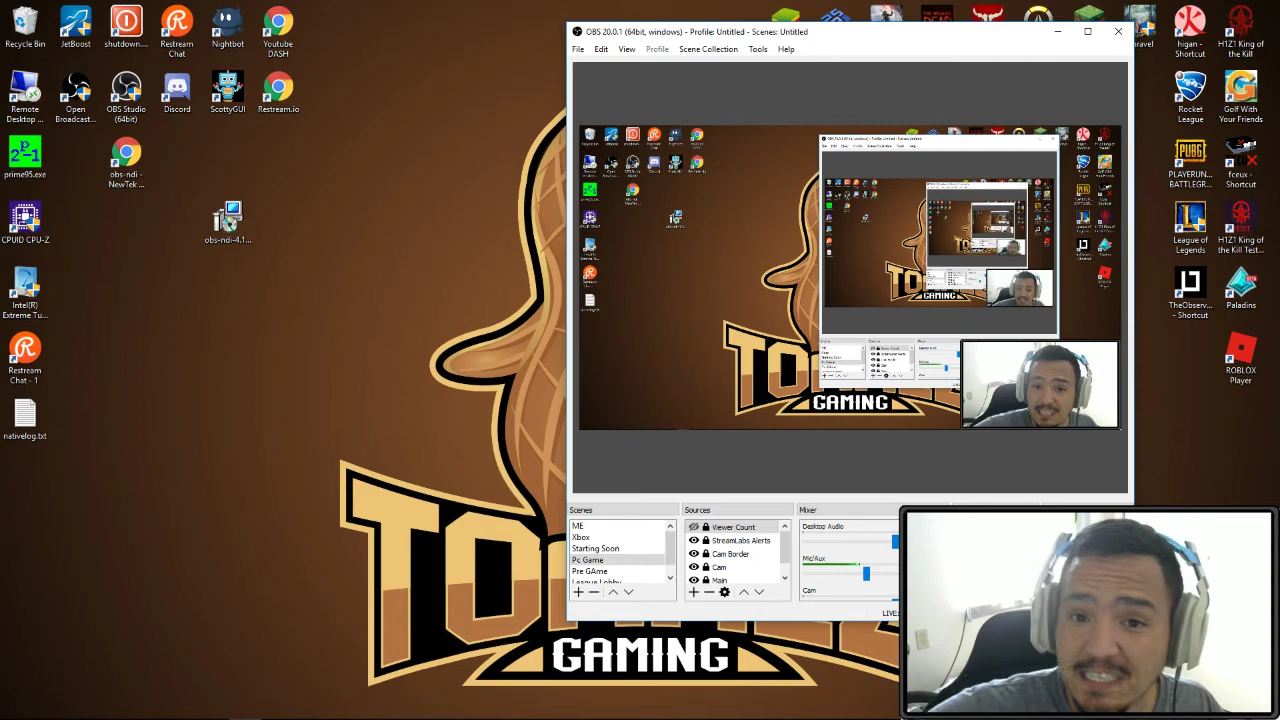 Recycle Bin
JetBoost
shutdown....
Restream
Chat
Nightbot
Youtube
DASH
Remote
Desktop ...
Open
Broadcast...
OBS Studio
(64bit)
Discord
ScottyGUI
Restream.io
prime95.exe
obs-ndi -
NewTek ...
CPUID CPU-Z
obs-ndi-4.1...
Intel(R)
Extreme Tu...
Restream
Chat - 1
nativelog.txt
OBS 20.0.1 (64bit, windows) - Profile: Untitled - Scenes: Untitled
File Edit View Profile Scene Collection Tools Help
GAMING
Scenes
ME
Xbox
Starting Soon
Pc Game
Pre GAme
League Lobby
Sources
Viewer Count
StreamLabs Alerts
Cam Border
Cam
Main
Mixer
Desktop Audio
Mic/Aux
Cam
LIVE:
GAMING
higan -
Shortcut
H1Z1 King of
the Kill
Rocket
League
Golf With
Your Friends
PLAYERUN...
BATTLEGR...
fceux -
Shortcut
League of
Legends
H1Z1 King of
the Kill Test...
TheObserv...
- Shortcut
Paladins
ROBLOX
Player